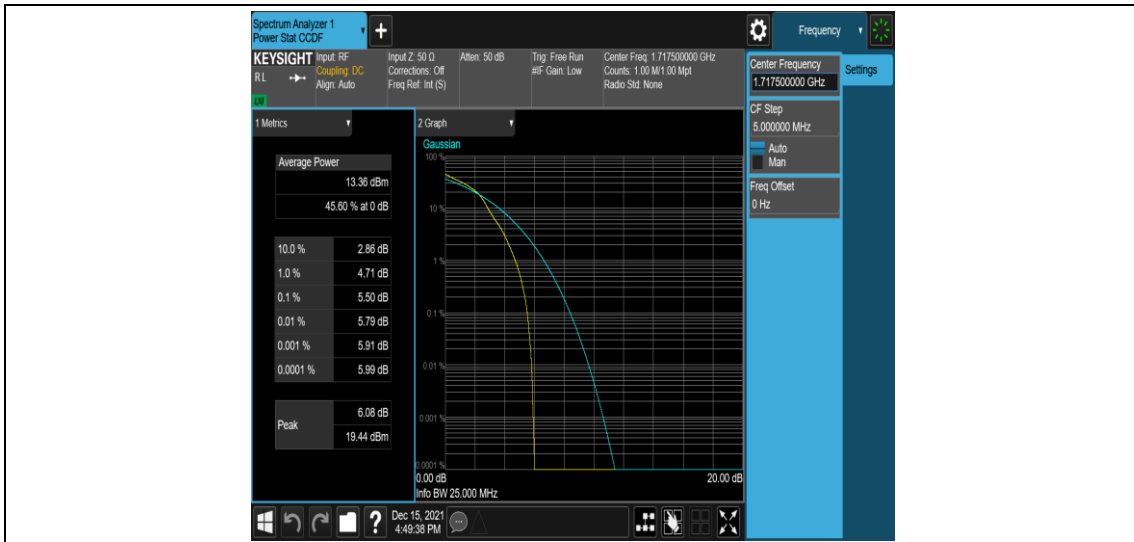 Spectrum Analyzer 1
Power Stat CCDF
Frequency
KEYSIGHT
RL
LXI
Input: RF
Coupling: DC
Align: Auto
Input Z: 50 Ω
Corrections: Off
Freq Ref: Int (S)
Atten: 50 dB
Trig: Free Run
#IF Gain: Low
Center Freq: 1.717500000 GHz
Counts: 1.00 M/1.00 Mpt
Radio Std: None
Center Frequency
1.717500000 GHz
Settings
CF Step
5.000000 MHz
Auto
Man
Freq Offset
0 Hz
1 Metrics
Average Power
13.36 dBm
45.60 % at 0 dB
10.0 % 2.86 dB
1.0 % 4.71 dB
0.1 % 5.50 dB
0.01 % 5.79 dB
0.001 % 5.91 dB
0.0001 % 5.99 dB
Peak
6.08 dB
19.44 dBm
2 Graph
Gaussian
100 %
10 %
1 %
0.1 %
0.01 %
0.001 %
0.0001 %
0.00 dB
20.00 dB
Info BW 25.000 MHz
?
Dec 15, 2021
4:49:38 PM